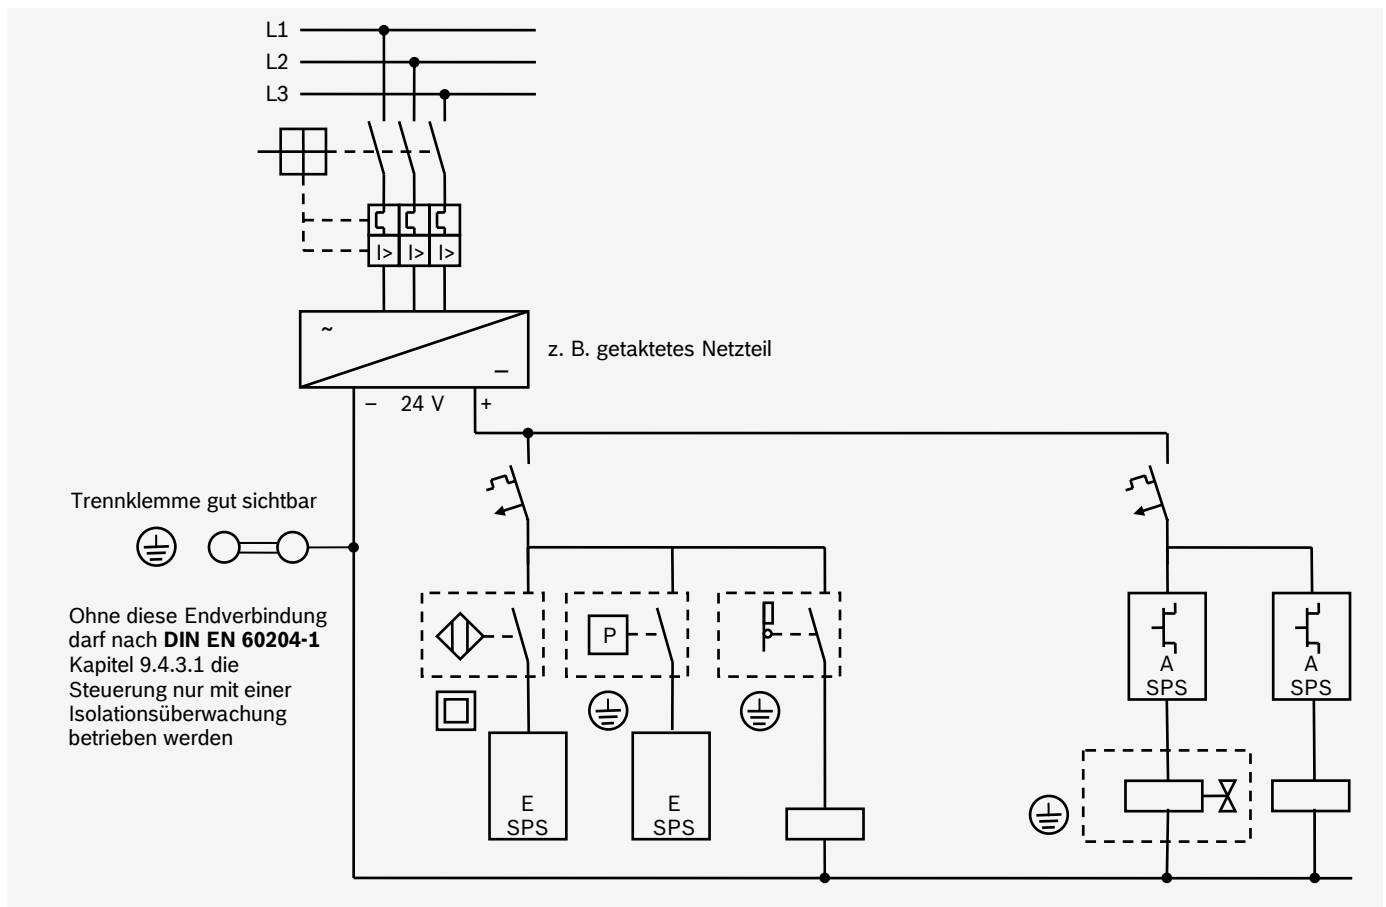 L1
L2
L3
I> I> I>
~
–
z. B. getaktetes Netzteil
– 24 V +
Trennklemme gut sichtbar
Ohne diese Endverbindung
darf nach DIN EN 60204-1
Kapitel 9.4.3.1 die
Steuerung nur mit einer
Isolationsüberwachung
betrieben werden
P
A
SPS
A
SPS
E
SPS
E
SPS